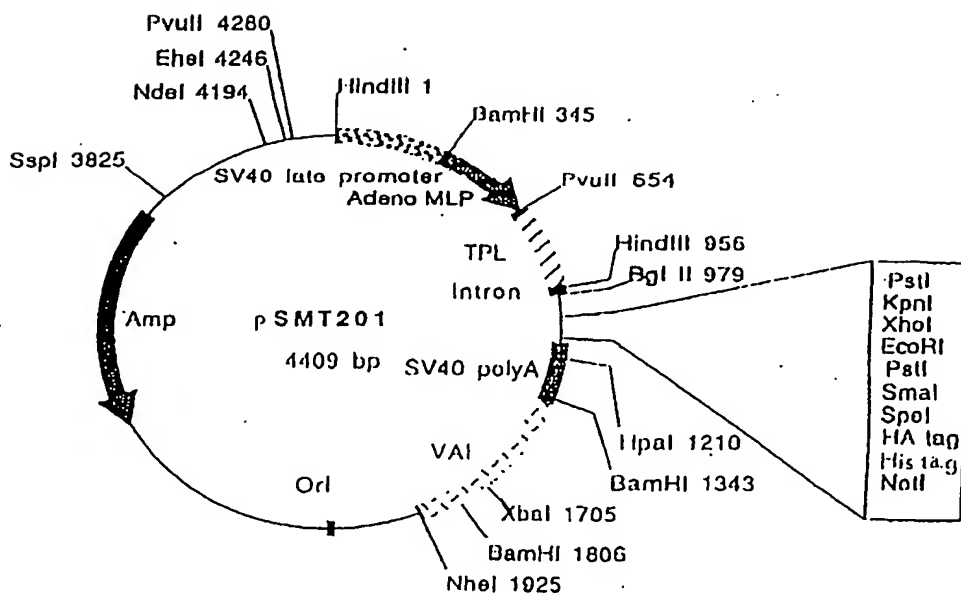 PvuII 4280
EheI 4246
NdeI 4194
SspI 3825
HindIII 1
BamHI 345
SV40 late promoter
Adeno MLP
PvuII 654
TPL
HindIII 956
Bgl II 979
Intron
Amp
pSMT201
4409 bp
SV40 polyA
PstI
KpnI
XhoI
EcoRI
PstI
SmaI
SpeI
HA tag
His tag
NotI
HpaI 1210
VAI
BamHI 1343
OrI
XbaI 1705
BamHI 1806
NheI 1925